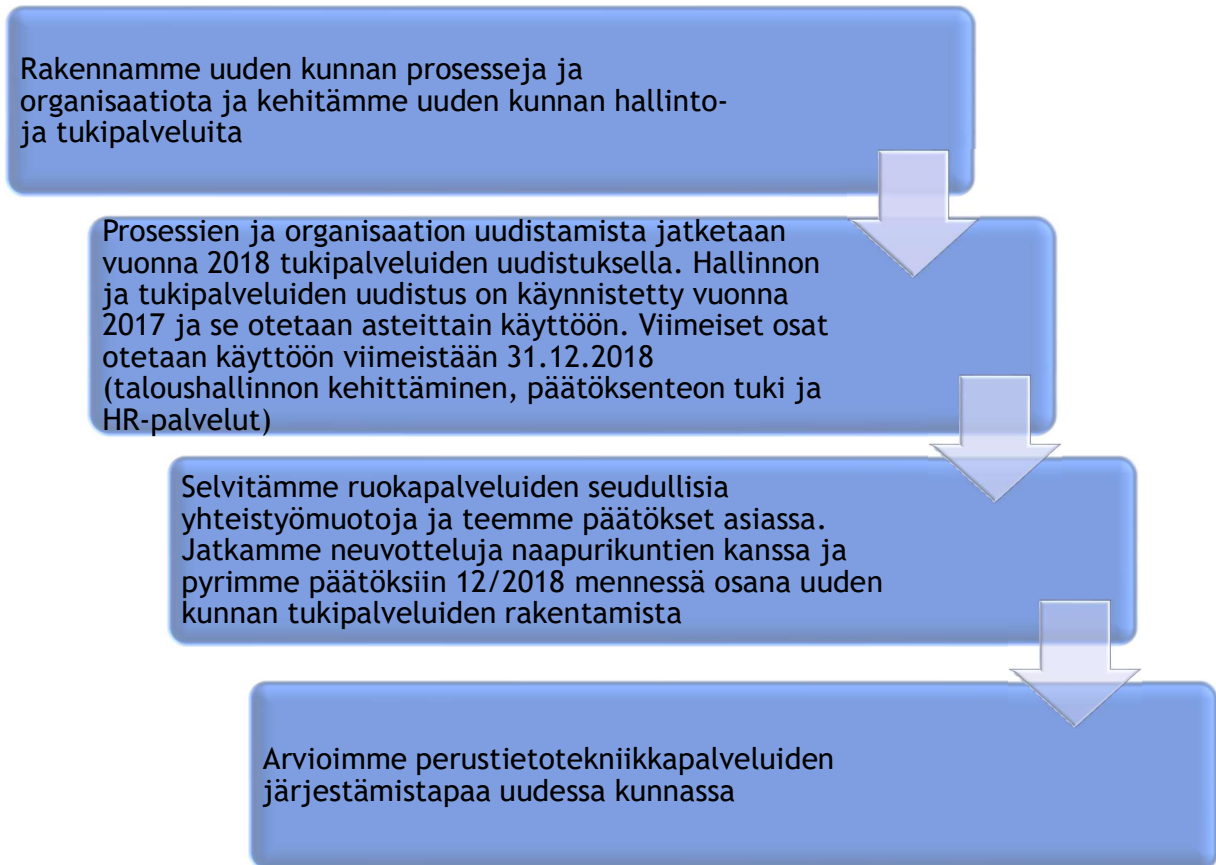 Rakennamme uuden kunnan prosesseja ja
organisaatiota ja kehitämme uuden kunnan hallinto-
ja tukipalveluita
Prosessien ja organisaation uudistamista jatketaan
vuonna 2018 tukipalveluiden uudistuksella. Hallinnon
ja tukipalveluiden uudistus on käynnistetty vuonna
2017 ja se otetaan asteittain käyttöön. Viimeiset osat
otetaan käyttöön viimeistään 31.12.2018
(taloushallinnon kehittäminen, päätöksenteon tuki ja
HR-palvelut)
Selvitämme ruokapalveluiden seudullisia
yhteistyömuotoja ja teemme päätökset asiassa.
Jatkamme neuvotteluja naapurikuntien kanssa ja
pyrimme päätöksiin 12/2018 mennessä osana uuden
kunnan tukipalveluiden rakentamista
Arvioimme perustietotekniikkapalveluiden
järjestämistapaa uudessa kunnassa